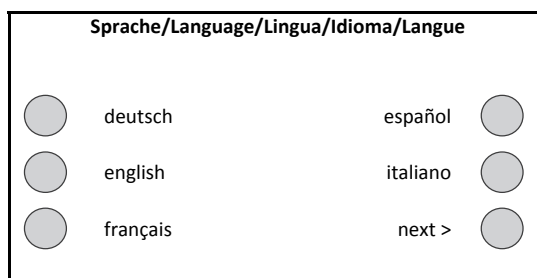 Sprache/Language/Lingua/Idioma/Langue
deutsch español
english italiano
français next >